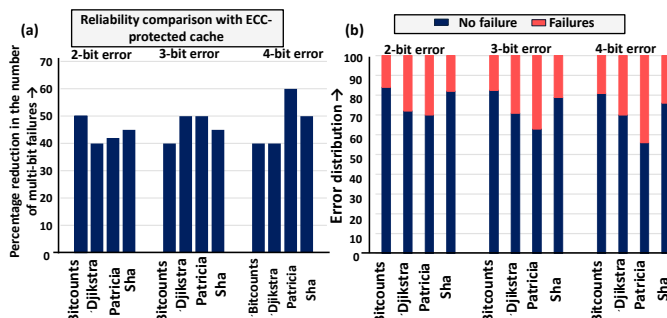 (a)
Reliability comparison with ECC-
protected cache
2-bit error 3-bit error 4-bit error
Percentage reduction in the number
of multi-bit failures →
70
60
50
40
30
20
10
0
Bitcounts
Djikstra
Patricia
Sha
Bitcounts
Djikstra
Patricia
Sha
Bitcounts
Djikstra
Patricia
Sha
(b)
No failure Failures
2-bit error 3-bit error 4-bit error
Error distribution →
100
90
80
70
60
50
40
30
20
10
0
Bitcounts
Djikstra
Patricia
Sha
Bitcounts
Djikstra
Patricia
Sha
Bitcounts
Djikstra
Patricia
Sha